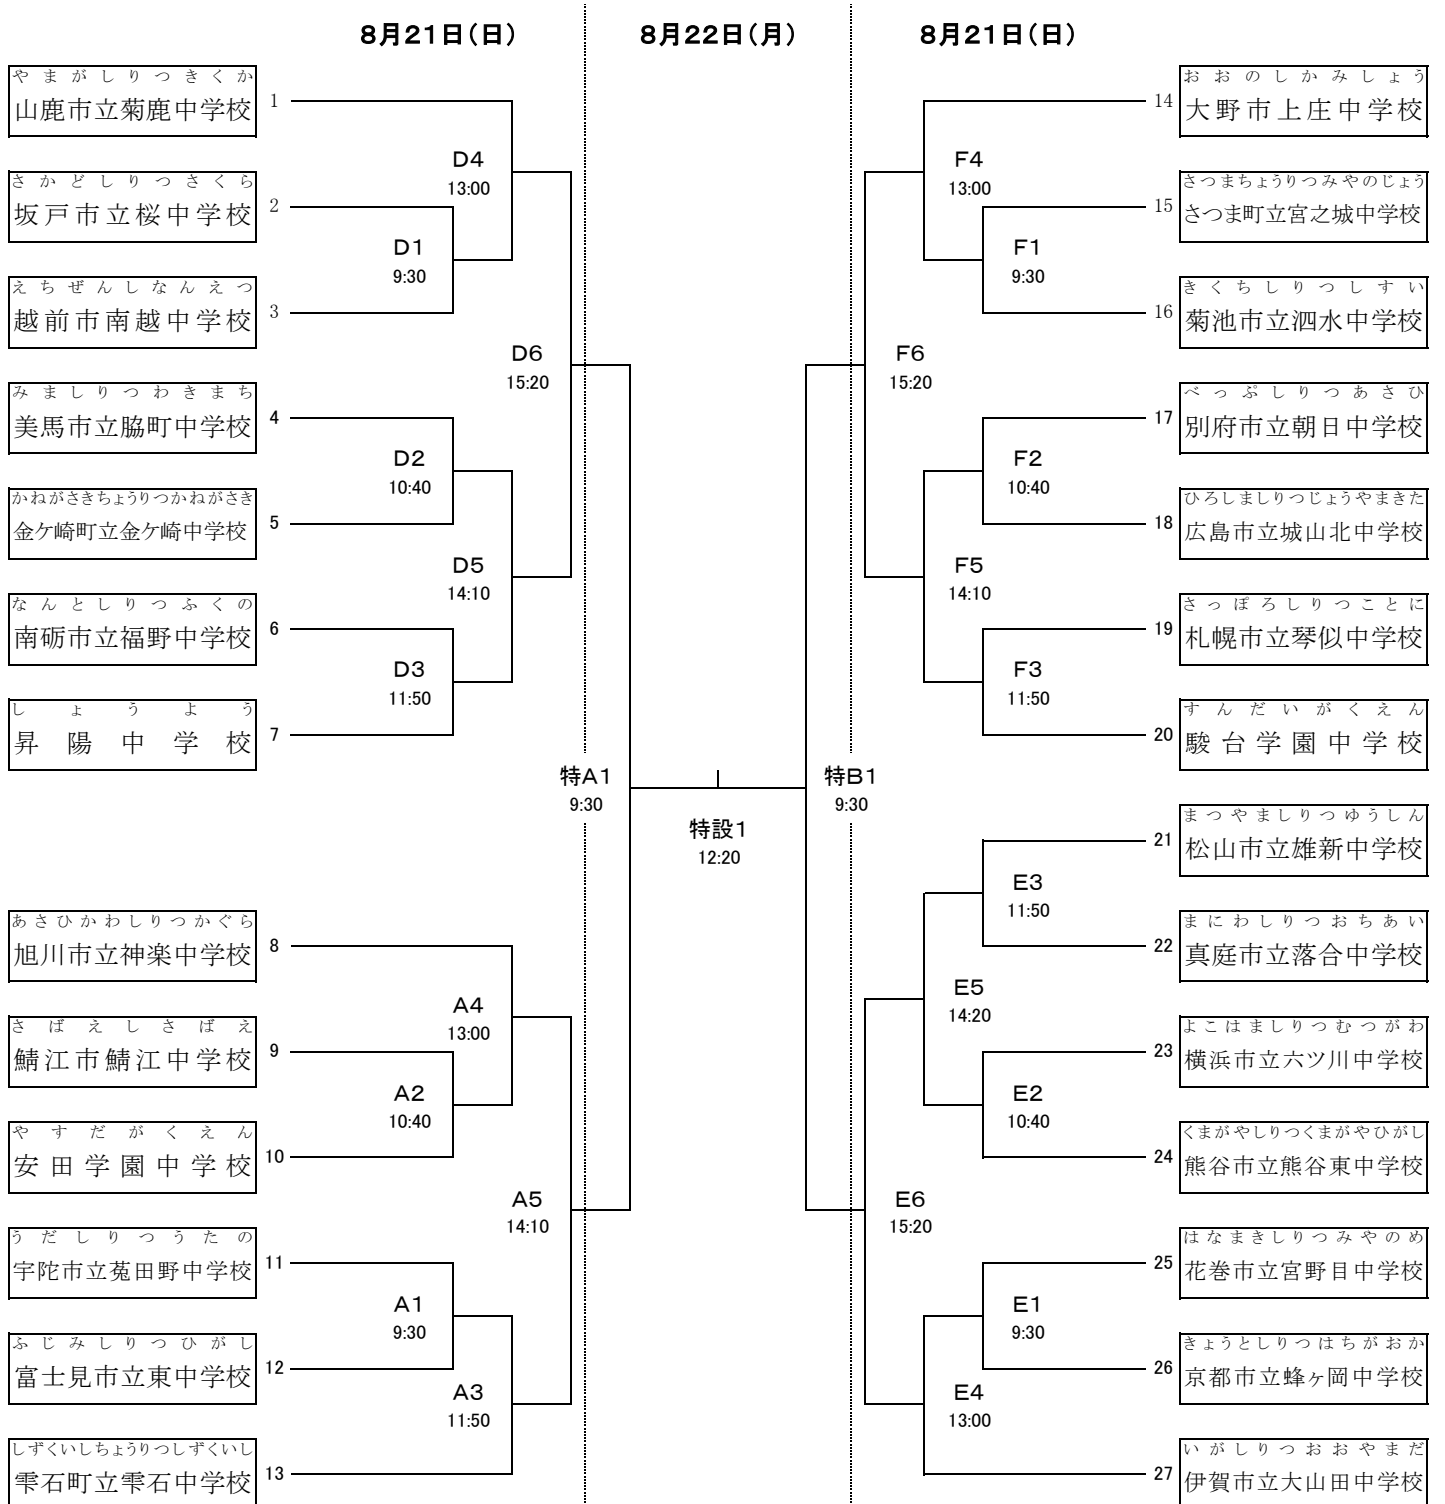 8月21日(日)
8月22日(月)
8月21日(日)
やまがしりつきくか
山鹿市立菊鹿中学校
1
さかどしりつさくら
坂戸市立桜中学校
2
えちぜんしなんえつ
越前市南越中学校
3
みましりつわきまち
美馬市立脇町中学校
4
かねがさきちょうりつかねがさき
金ケ崎町立金ケ崎中学校
5
なんとしりつふくの
南砺市立福野中学校
6
しょうよう
昇陽中学校
7
D4
13:00
D1
9:30
D6
15:20
D2
10:40
D5
14:10
D3
11:50
あさひかわしりつかぐら
旭川市立神楽中学校
8
さばえしさばえ
鯖江市鯖江中学校
9
やすだがくえん
安田学園中学校
10
うだしりつうたの
宇陀市立菟田野中学校
11
ふじみしりつひがし
富士見市立東中学校
12
しずくいしちょうりつしずくいし
雫石町立雫石中学校
13
A4
13:00
A2
10:40
A5
14:10
A1
9:30
A3
11:50
特A1
9:30
特設1
12:20
特B1
9:30
14
おおのしかみしょう
大野市上庄中学校
15
さつまちょうりつみやのじょう
さつま町立宮之城中学校
16
きくちしりつしすい
菊池市立泗水中学校
17
べっぷしりつあさひ
別府市立朝日中学校
18
ひろしましりつじょうやまきた
広島市立城山北中学校
19
さっぽろしりつことに
札幌市立琴似中学校
20
すんだいがくえん
駿台学園中学校
F4
13:00
F1
9:30
F6
15:20
F2
10:40
F5
14:10
F3
11:50
21
まつやましりつゆうしん
松山市立雄新中学校
22
まにわしりつおちあい
真庭市立落合中学校
23
よこはましりつむつがわ
横浜市立六ツ川中学校
24
くまがやしりつくまがやひがし
熊谷市立熊谷東中学校
25
はなまきしりつみやのめ
花巻市立宮野目中学校
26
きょうとしりつはちがおか
京都市立蜂ヶ岡中学校
27
いがしりつおおやまだ
伊賀市立大山田中学校
E3
11:50
E5
14:20
E2
10:40
E6
15:20
E1
9:30
E4
13:00